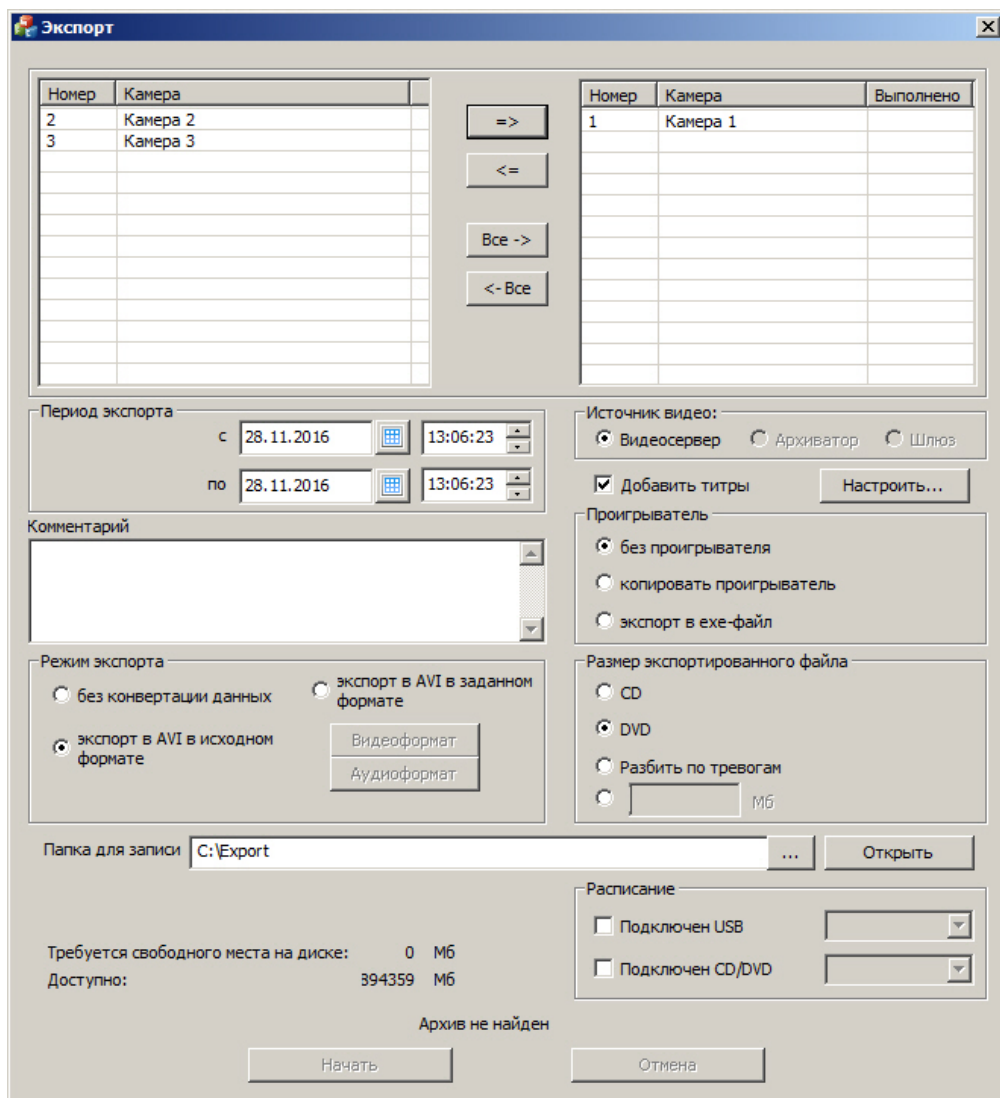 Экспорт
Номер Камера
2 Камера 2
3 Камера 3
=>
<=
Все ->
<- Все
Номер Камера Выполнено
1 Камера 1
Период экспорта
с 28.11.2016 13:06:23
по 28.11.2016 13:06:23
Источник видео:
Видеосервер Архиватор Шлюз
Добавить титры Настроить...
Комментарий
Проигрыватель
без проигрывателя
копировать проигрыватель
экспорт в exe-файл
Режим экспорта
без конвертации данных
экспорт в AVI в заданном
формате
экспорт в AVI в исходном
формате
Видеоформат
Аудиоформат
Размер экспортированного файла
CD
DVD
Разбить по тревогам
Мб
Папка для записи C:\Export ... Открыть
Расписание
Подключен USB
Подключен CD/DVD
Требуется свободного места на диске: 0 Мб
Доступно: 894359 Мб
Архив не найден
Начать Отмена